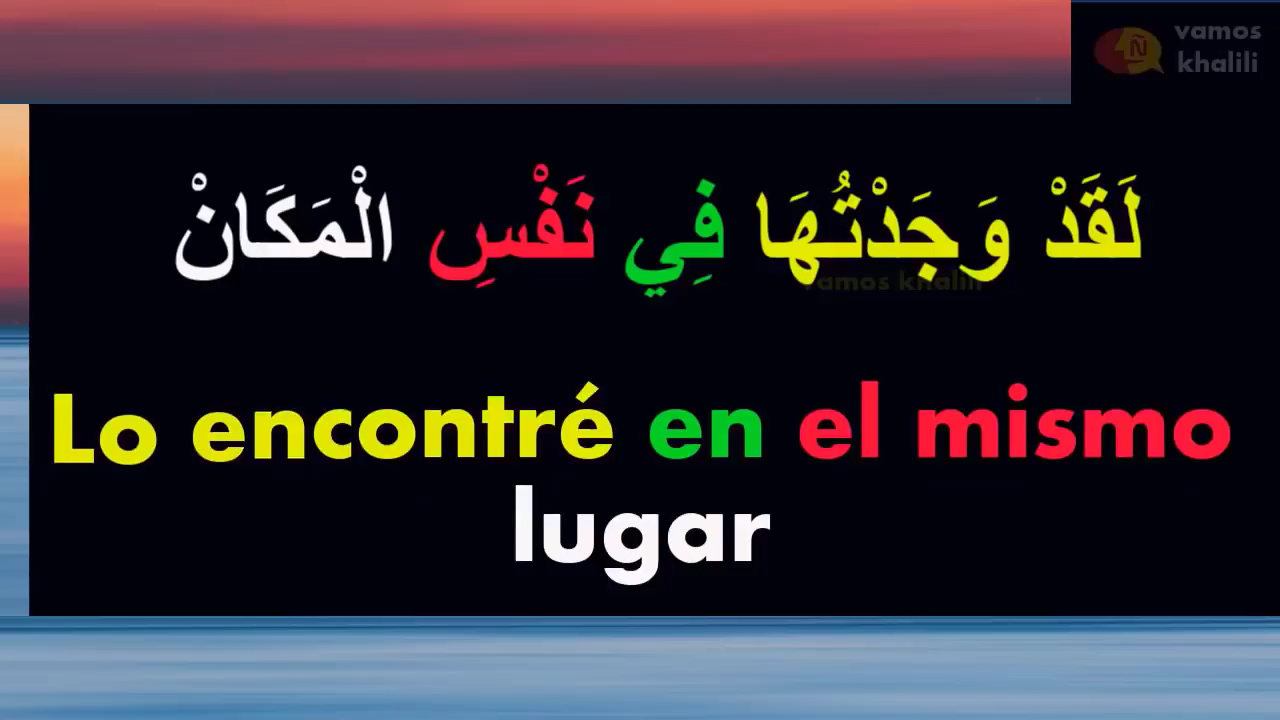 vamos
khalili
Ñ
لَقَدْ وَجَدْتُهَا فِي نَفْسِ الْمَكَانْ
vamos khalili
Lo encontré en el mismo
lugar